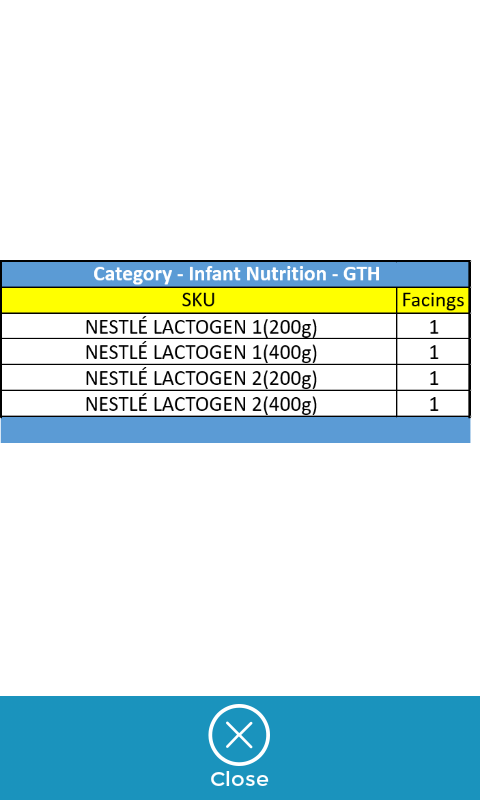 Category - Infant Nutrition - GTH
SKU Facings
NESTLÉ LACTOGEN 1(200g) 1
NESTLÉ LACTOGEN 1(400g) 1
NESTLÉ LACTOGEN 2(200g) 1
NESTLÉ LACTOGEN 2(400g) 1
Close